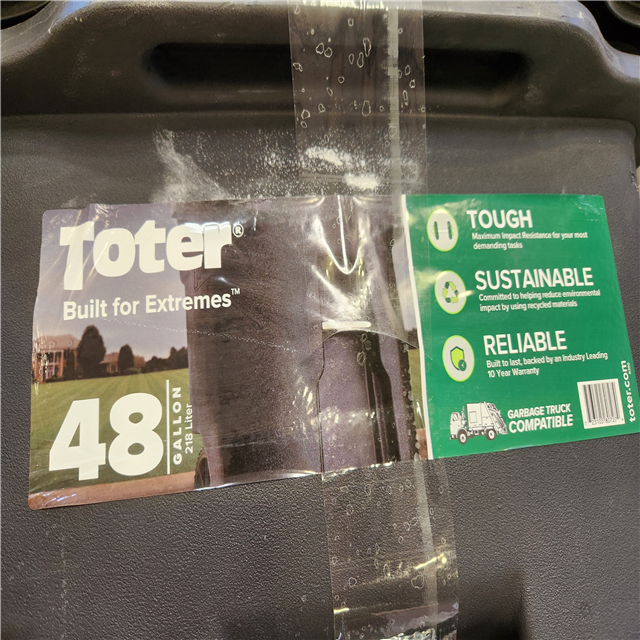 Toter®
Built for Extremes™
48
GALLON
218 Liter
TOUGH
Maximum Impact Resistance for your most
demanding tasks
SUSTAINABLE
Committed to helping reduce environmental
impact by using recycled materials
RELIABLE
Built to last, backed by an Industry Leading
10 Year Warranty
GARBAGE TRUCK
COMPATIBLE
toter.com